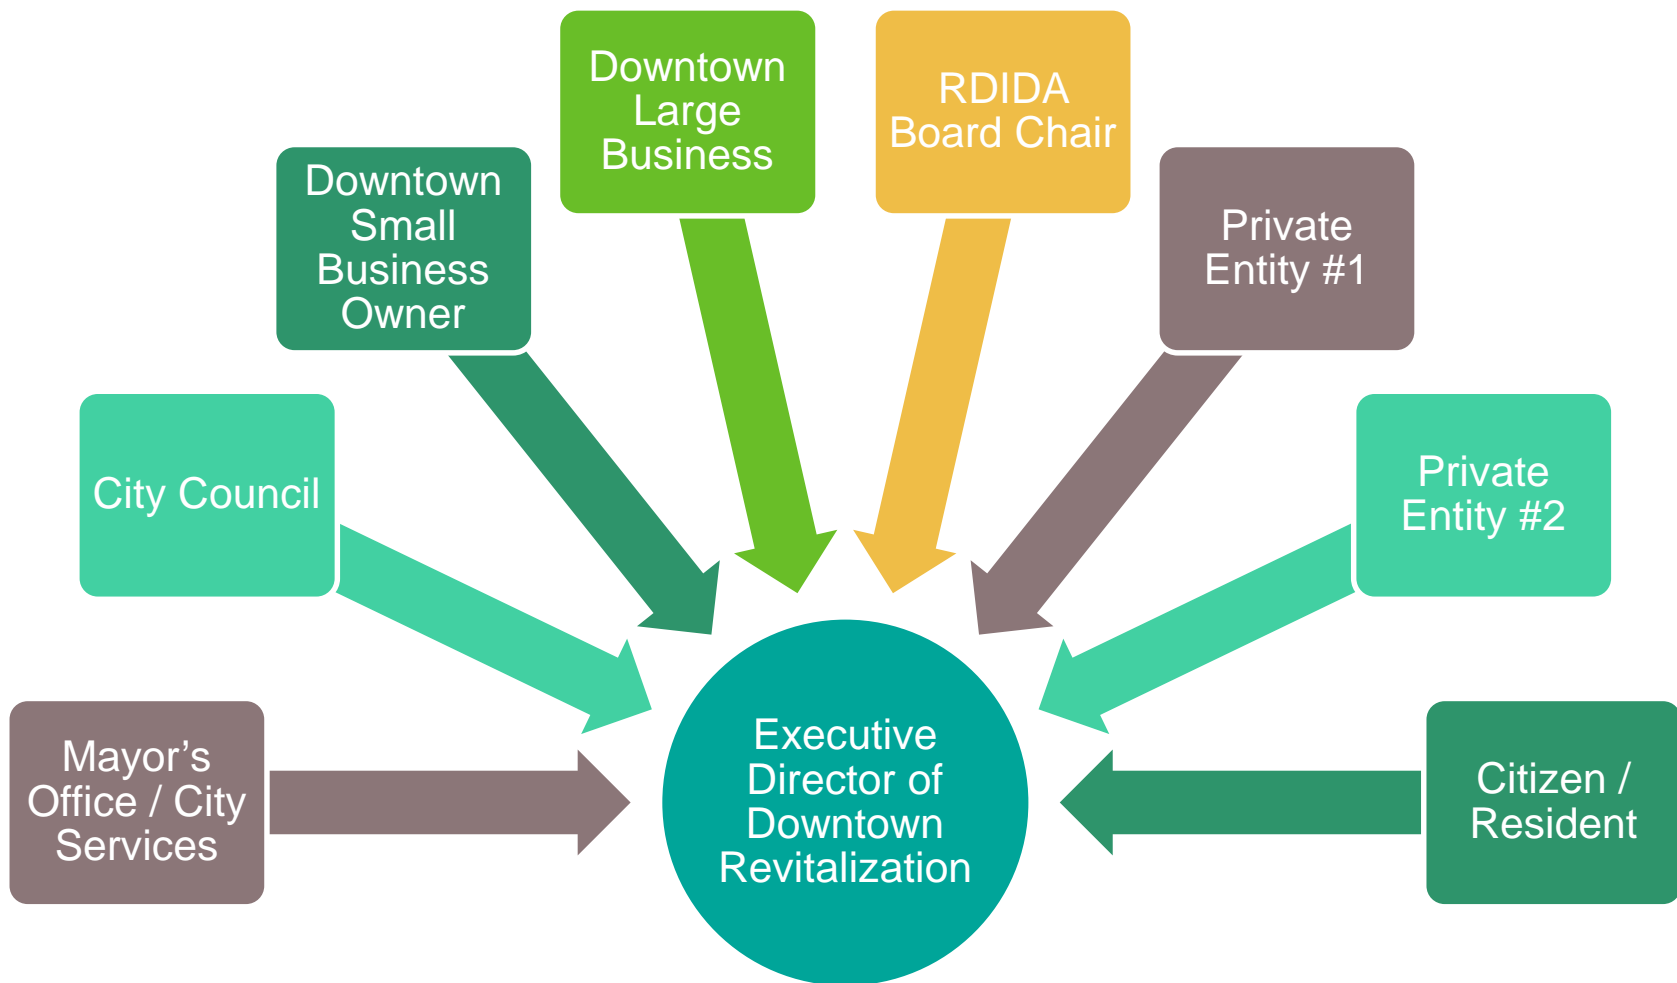 Downtown
Large
Business
RDIDA
Board Chair
Downtown
Small
Business
Owner
Private
Entity #1
City Council
Private
Entity #2
Mayor’s
Office / City
Services
Executive
Director of
Downtown
Revitalization
Citizen /
Resident